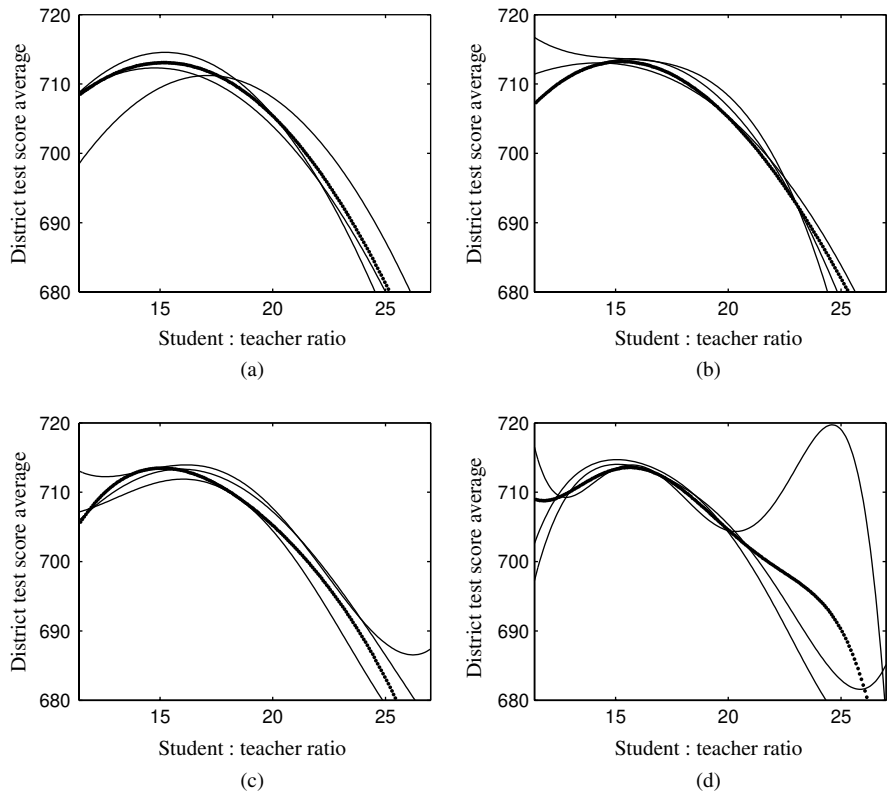 720
710
700
690
680
15 20 25
District test score average
Student : teacher ratio
(a)
720
710
700
690
680
15 20 25
District test score average
Student : teacher ratio
(b)
720
710
700
690
680
15 20 25
District test score average
Student : teacher ratio
(c)
720
710
700
690
680
15 20 25
District test score average
Student : teacher ratio
(d)